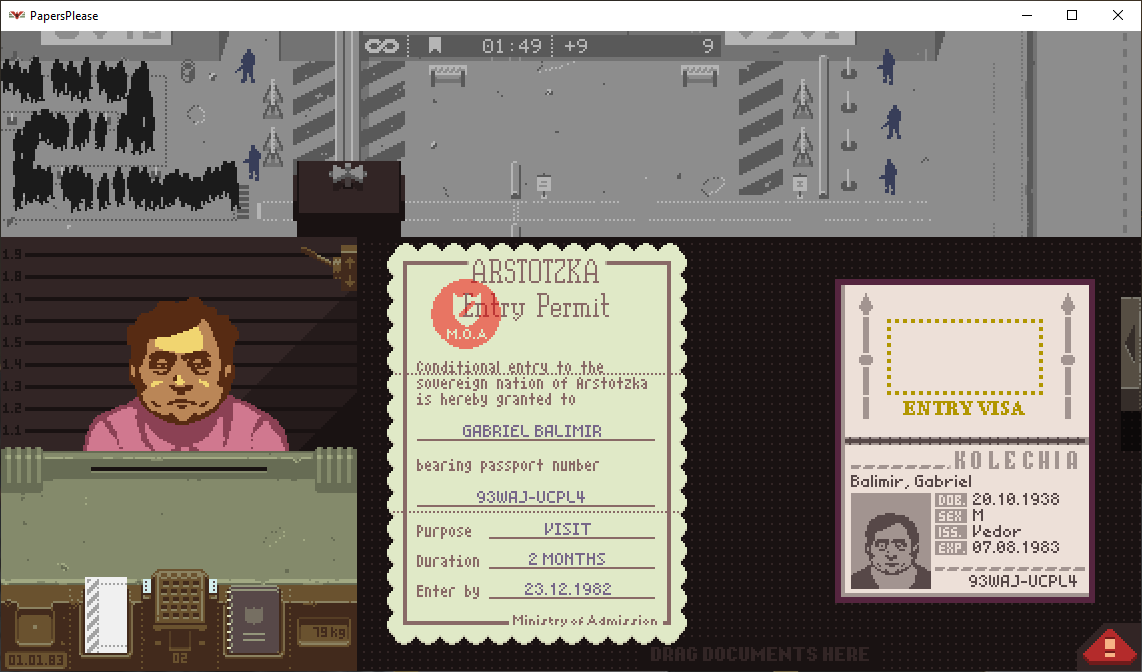 PapersPlease
01:49 +9 9
1.9
1.8
1.7
1.6
1.5
1.4
1.3
1.2
1.1
ARSTOTZKA
Entry Permit
M.O.A
Conditional entry to the
sovereign nation of Arstotzka
is hereby granted to
GABRIEL BALIMIR
bearing passport number
93WAJ-UCPL4
Purpose VISIT
Duration 2 MONTHS
Enter by 23.12.1982
Ministry of Admission
ENTRY VISA
KOLECHIA
Balimir, Gabriel
DOB. 20.10.1938
SEX M
ISS. Vedor
EXP. 07.08.1983
93WAJ-UCPL4
79kg
01.01.83
02
DRAG DOCUMENTS HERE